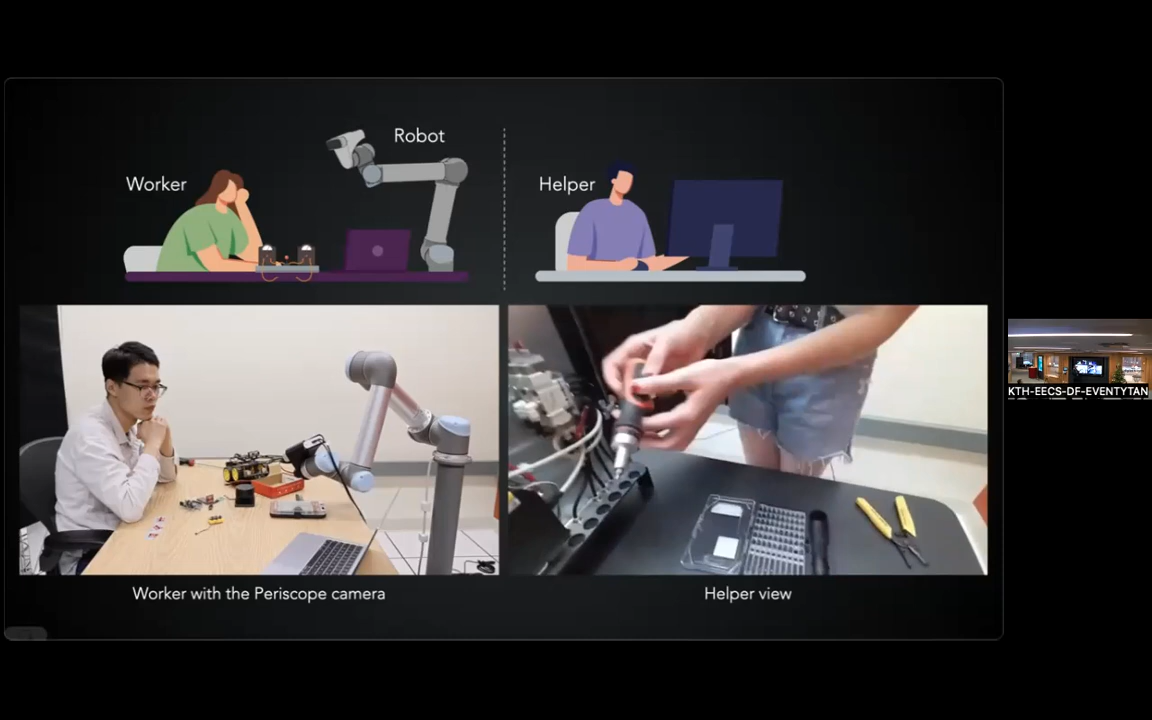 Robot
Worker
Helper
KTH-EECS-DF-EVENTYTAN
Worker with the Periscope camera
Helper view